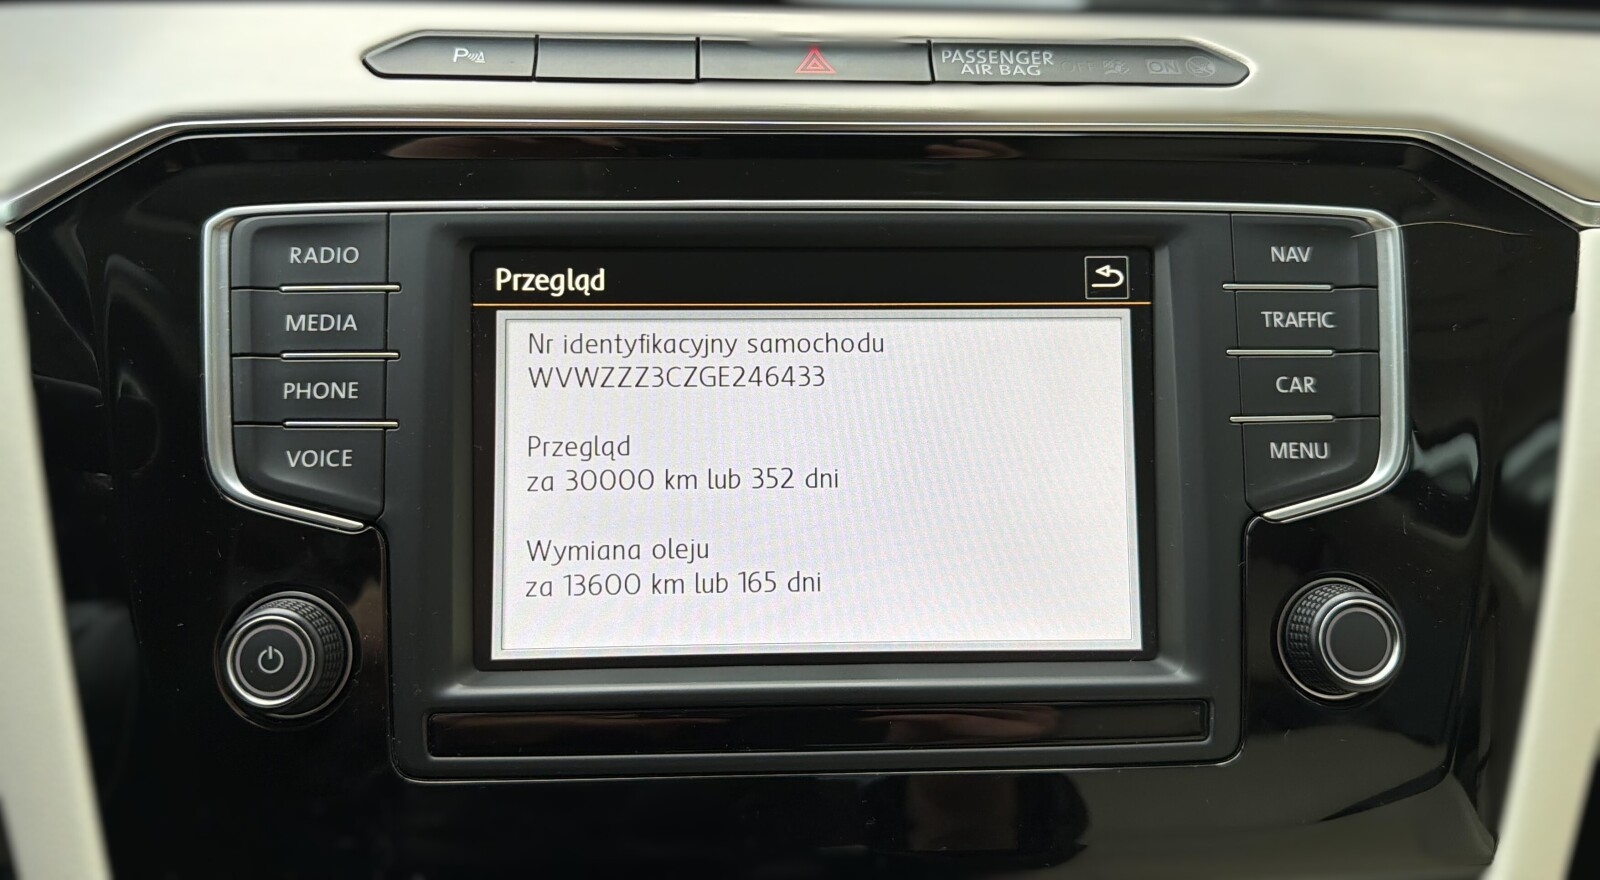 P
PASSENGER
AIR BAG
OFF ON
RADIO
MEDIA
PHONE
VOICE
Przegląd
Nr identyfikacyjny samochodu
WVWZZZ3CZGE246433
Przegląd
za 30000 km lub 352 dni
Wymiana oleju
za 13600 km lub 165 dni
NAV
TRAFFIC
CAR
MENU